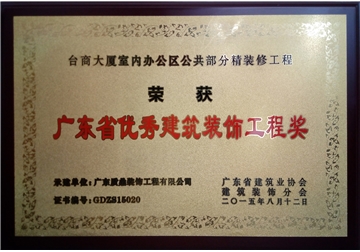 台商大厦室内办公区公共部分精装修工程
荣获
广东省优秀建筑装饰工程奖
承建单位：广东质鼎装饰工程有限公司
证书编号：GDZS15020
广东省建筑业协会
建筑装饰分会
二〇一五年八月十二日